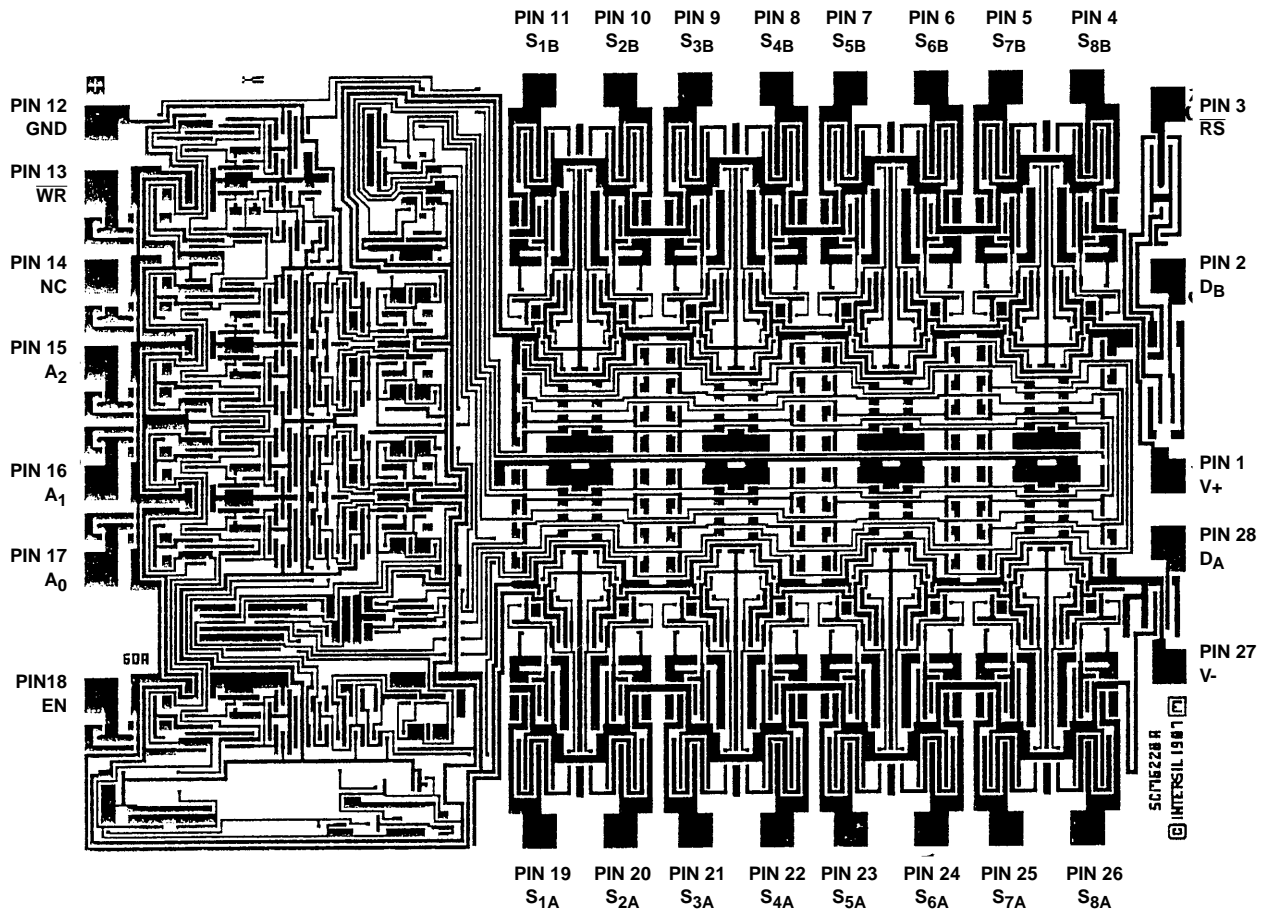 PIN 11 PIN 10 PIN 9 PIN 8 PIN 7 PIN 6 PIN 5 PIN 4
S1B S2B S3B S4B S5B S6B S7B S8B
PIN 12
GND
PIN 13
WR
PIN 14
NC
PIN 15
A2
PIN 16
A1
PIN 17
A0
60A
PIN18
EN
PIN 3
RS
PIN 2
DB
PIN 1
V+
PIN 28
DA
PIN 27
V-
© INTERSIL 1987 M
PIN 19 PIN 20 PIN 21 PIN 22 PIN 23 PIN 24 PIN 25 PIN 26
S1A S2A S3A S4A S5A S6A S7A S8A